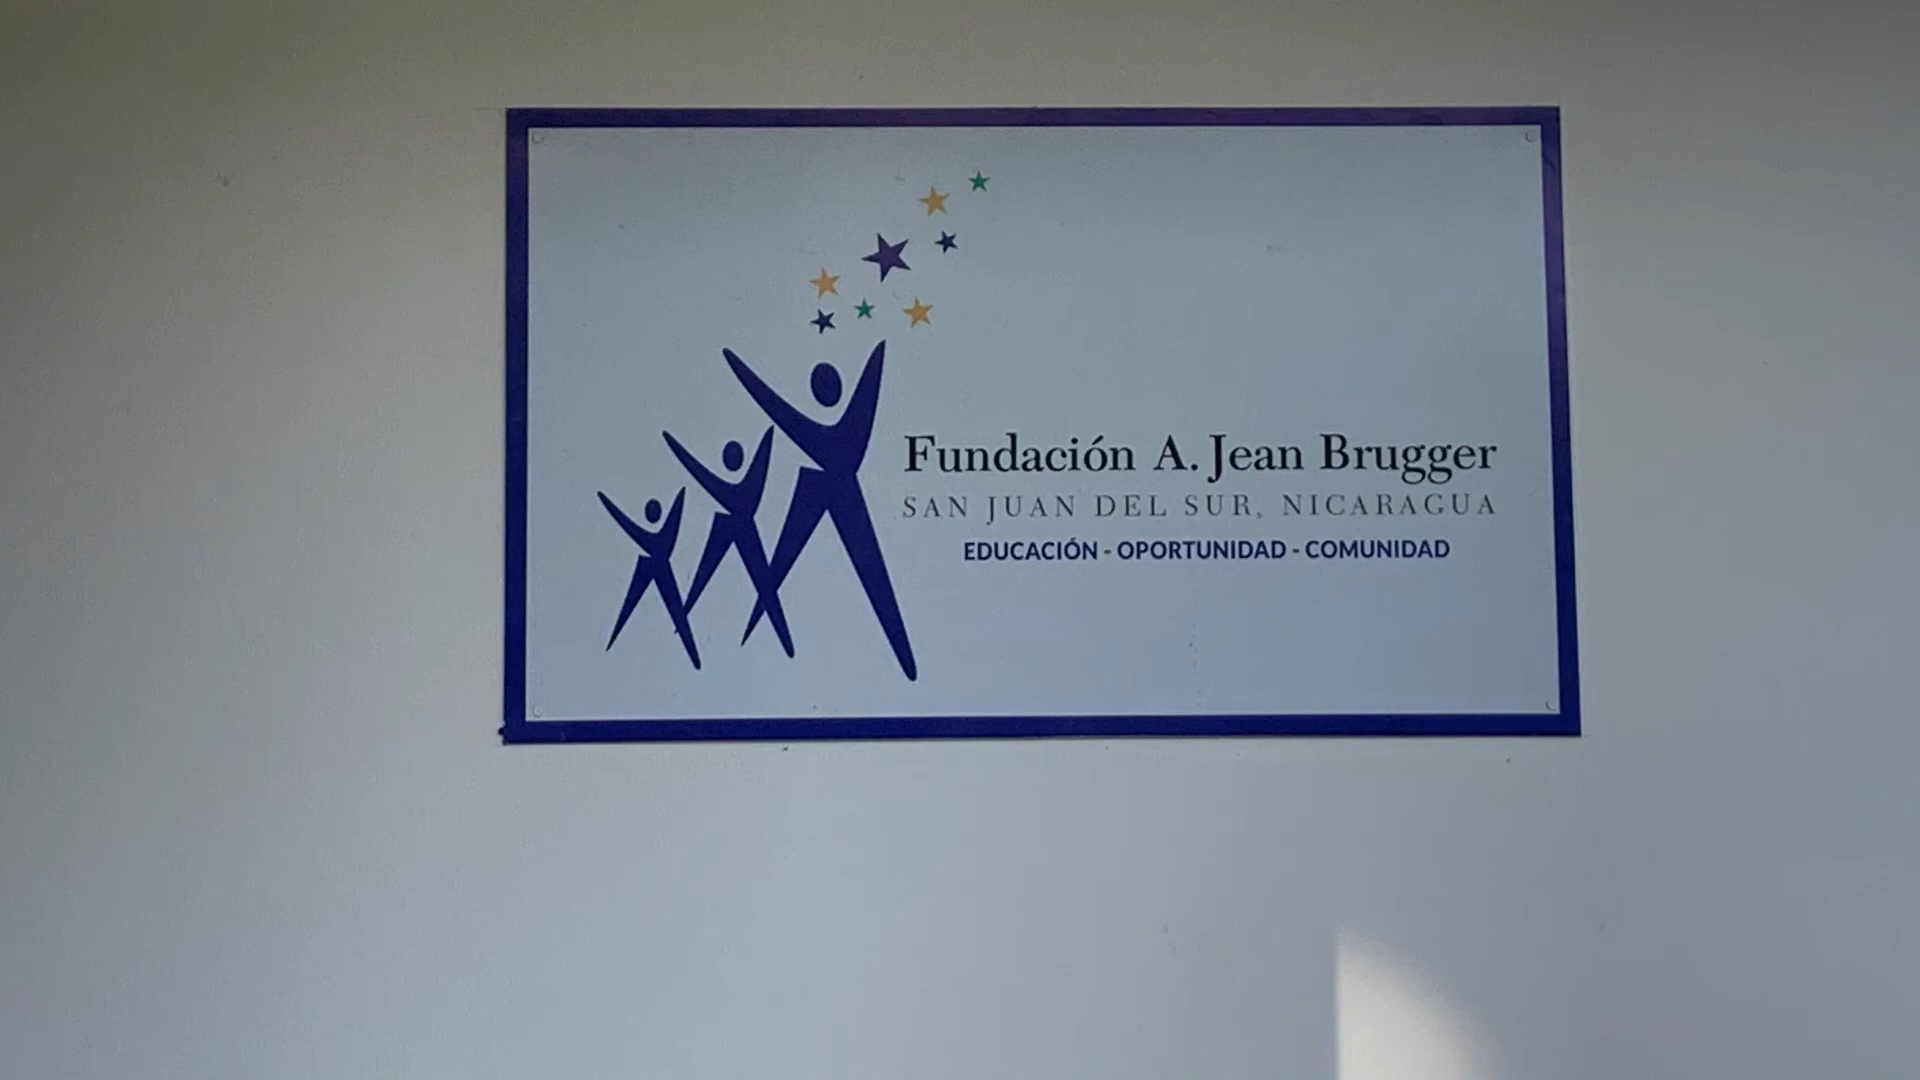 Fundación A. Jean Brugger
SAN JUAN DEL SUR, NICARAGUA
EDUCACIÓN - OPORTUNIDAD - COMUNIDAD